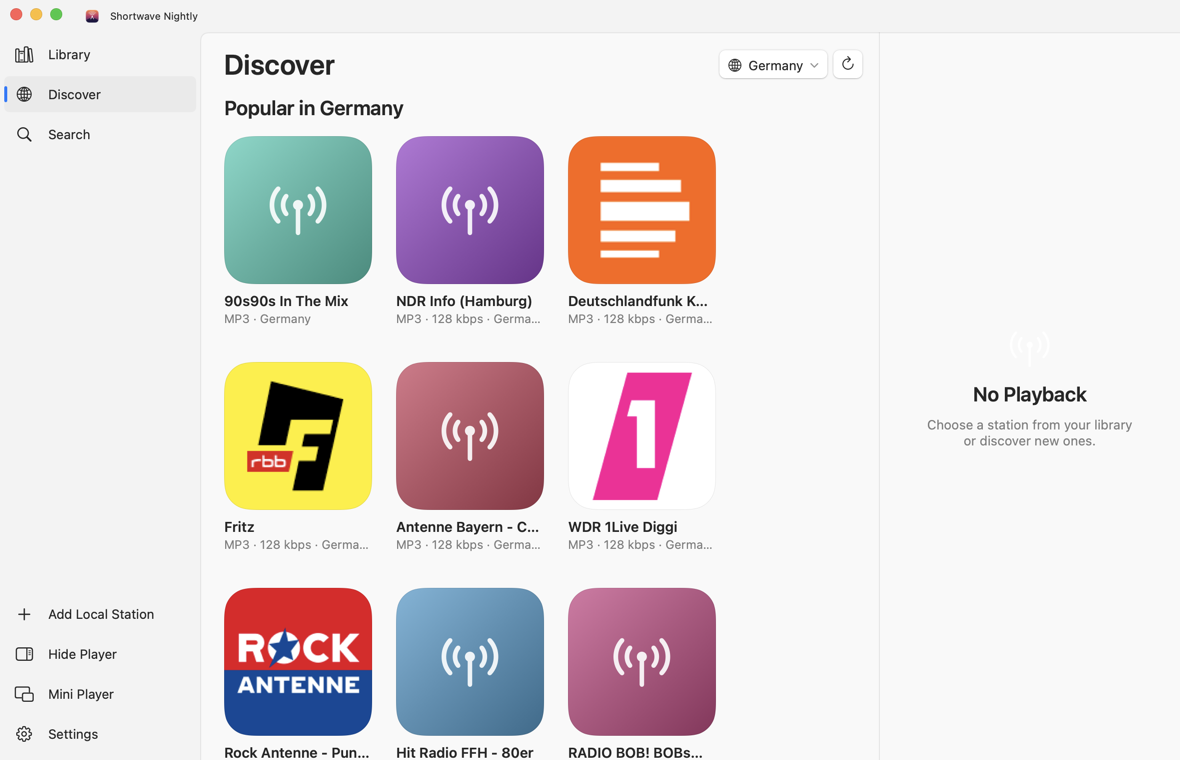 Shortwave Nightly
Library
Discover
Search
Add Local Station
Hide Player
Mini Player
Settings
Discover
Germany
Popular in Germany
90s90s In The Mix
MP3 · Germany
NDR Info (Hamburg)
MP3 · 128 kbps · Germa...
Deutschlandfunk K...
MP3 · 128 kbps · Germa...
rbb
F
Fritz
MP3 · 128 kbps · Germa...
Antenne Bayern - C...
MP3 · 128 kbps · Germa...
1
WDR 1Live Diggi
MP3 · 128 kbps · Germa...
ROCK
ANTENNE
Rock Antenne - Pun...
Hit Radio FFH - 80er
RADIO BOB! BOBs...
No Playback
Choose a station from your library
or discover new ones.